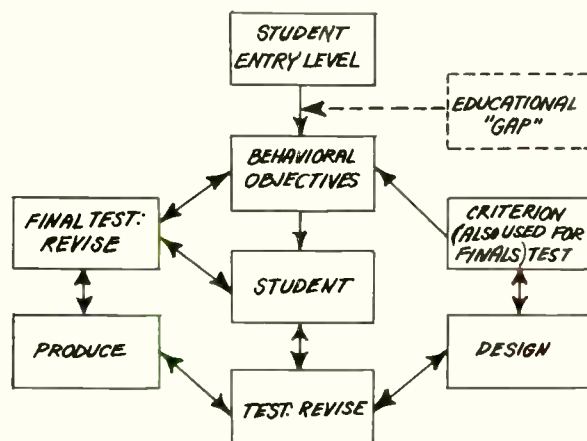 STUDENT
ENTRY LEVEL
EDUCATIONAL
"GAP"
BEHAVIORAL
OBJECTIVES
FINAL TEST:
REVISE
CRITERION
(ALSO USED FOR
FINALS) TEST
STUDENT
PRODUCE
DESIGN
TEST: REVISE